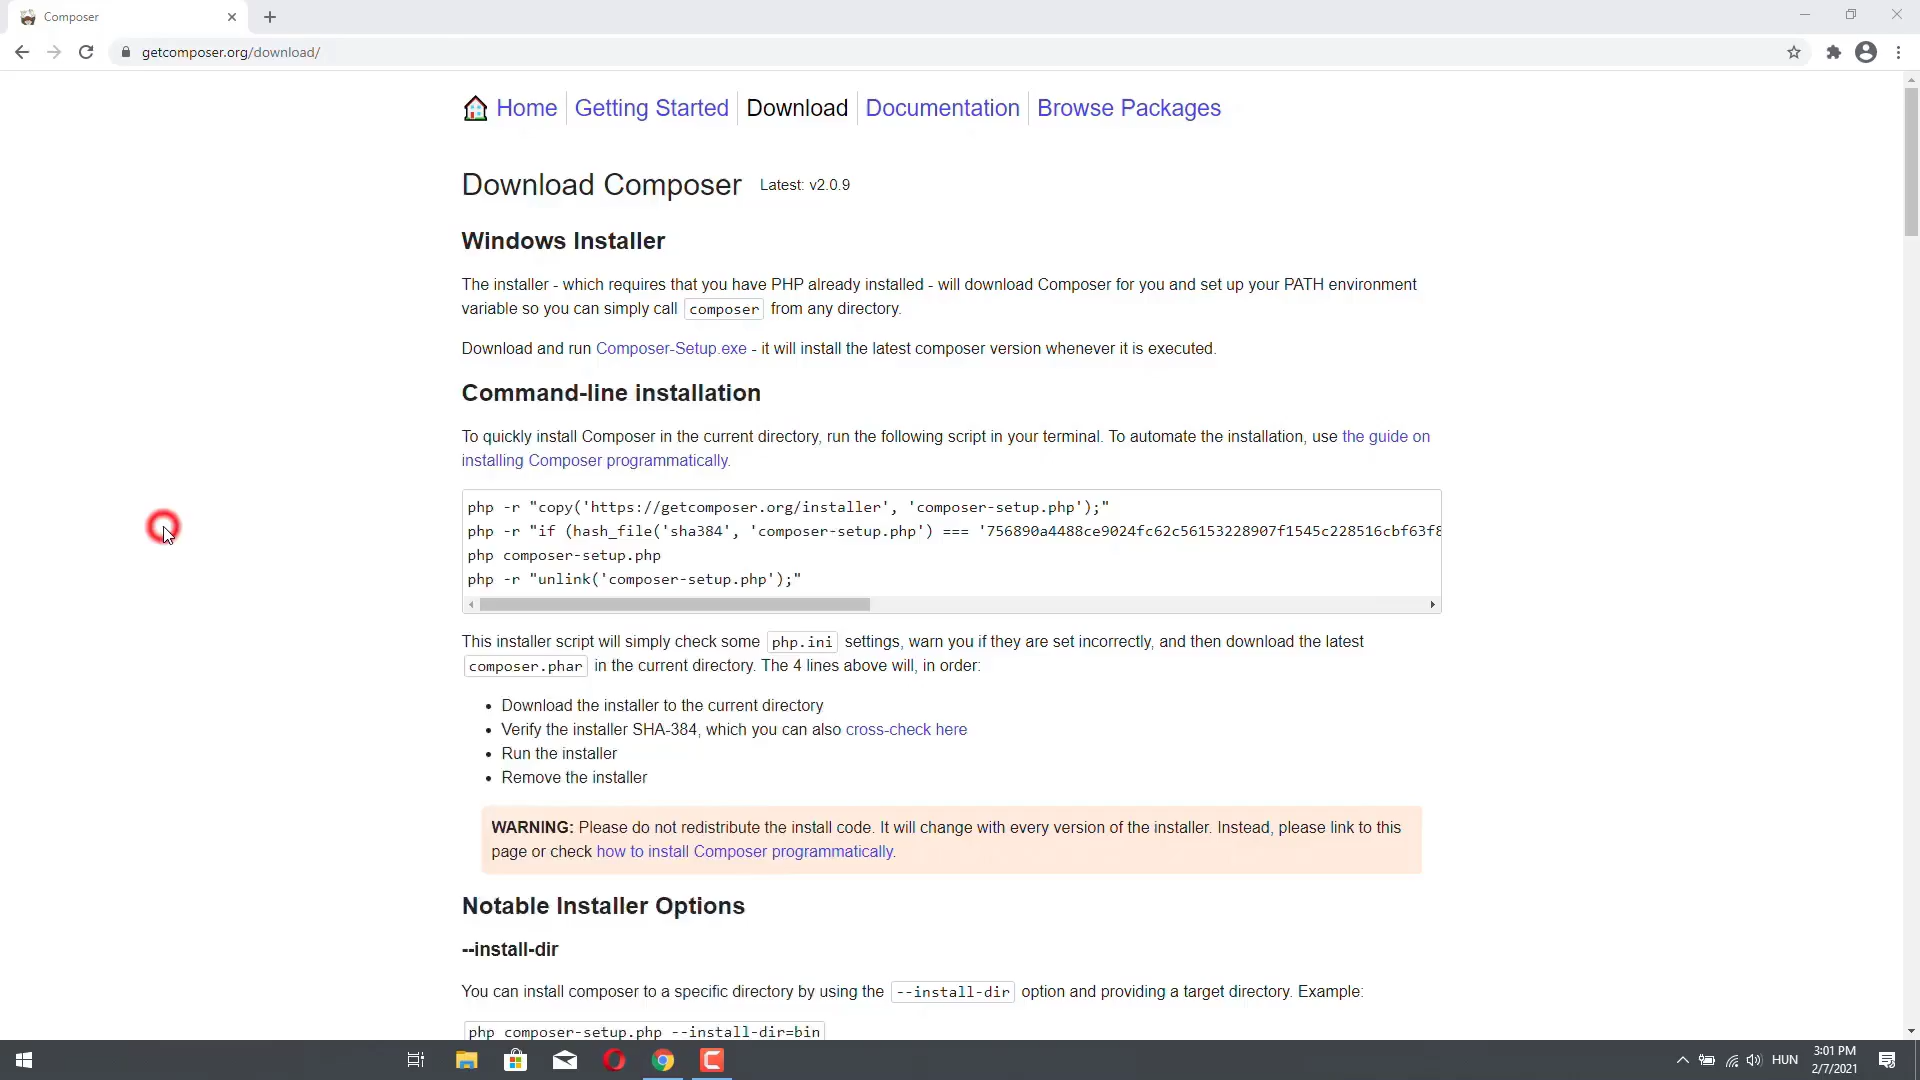 Composer
getcomposer.org/download/
Home
Getting Started
Download
Documentation
Browse Packages
Download Composer Latest: v2.0.9
Windows Installer
The installer - which requires that you have PHP already installed - will download Composer for you and set up your PATH environment
variable so you can simply call composer from any directory.
Download and run Composer-Setup.exe - it will install the latest composer version whenever it is executed.
Command-line installation
To quickly install Composer in the current directory, run the following script in your terminal. To automate the installation, use the guide on
installing Composer programmatically.
php -r "copy('https://getcomposer.org/installer', 'composer-setup.php');"
php -r "if (hash_file('sha384', 'composer-setup.php') === '756890a4488ce9024fc62c56153228907f1545c228516cbf63f8
php composer-setup.php
php -r "unlink('composer-setup.php');"
This installer script will simply check some php.ini settings, warn you if they are set incorrectly, and then download the latest
composer.phar in the current directory. The 4 lines above will, in order:
• Download the installer to the current directory
• Verify the installer SHA-384, which you can also cross-check here
• Run the installer
• Remove the installer
WARNING: Please do not redistribute the install code. It will change with every version of the installer. Instead, please link to this
page or check how to install Composer programmatically.
Notable Installer Options
--install-dir
You can install composer to a specific directory by using the --install-dir option and providing a target directory. Example:
php composer-setup.php --install-dir=bin
HUN
3:01 PM
2/7/2021